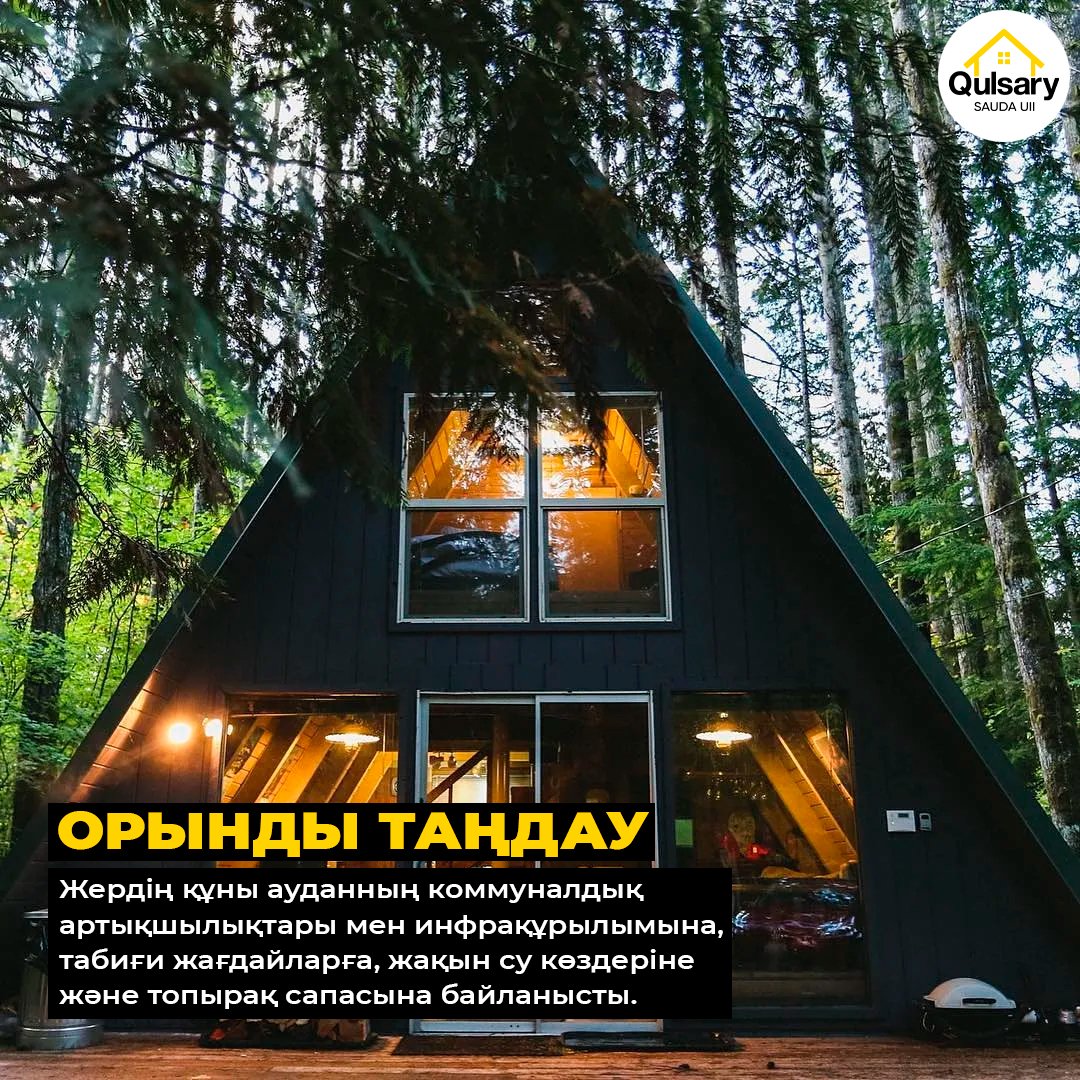 Qulsary
SAUDA UII
ОРЫНДЫ ТАҢДАУ
Жердің құны ауданның коммуналдық
артықшылықтары мен инфрақұрылымына,
табиғи жағдайларға, жақын су көздеріне
және топырақ сапасына байланысты.